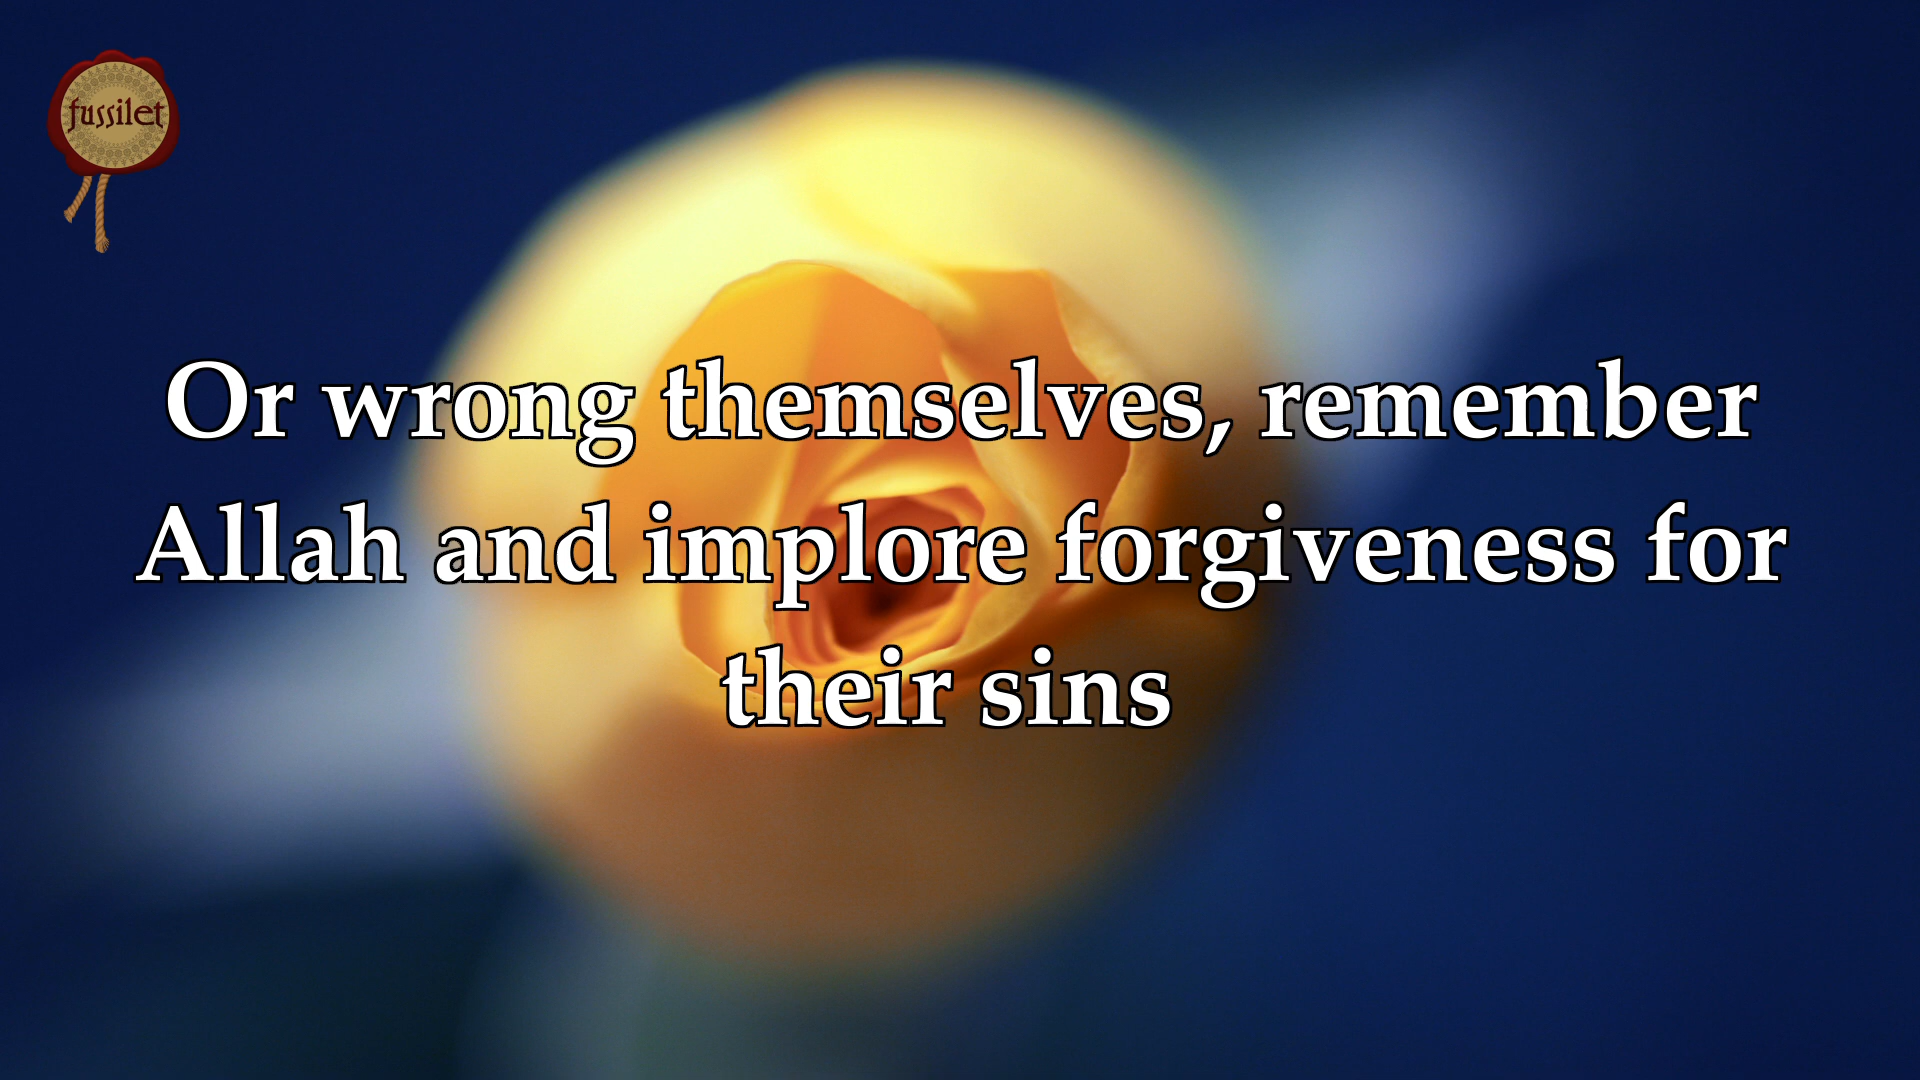 fussilet
Or wrong themselves, remember
Allah and implore forgiveness for
their sins